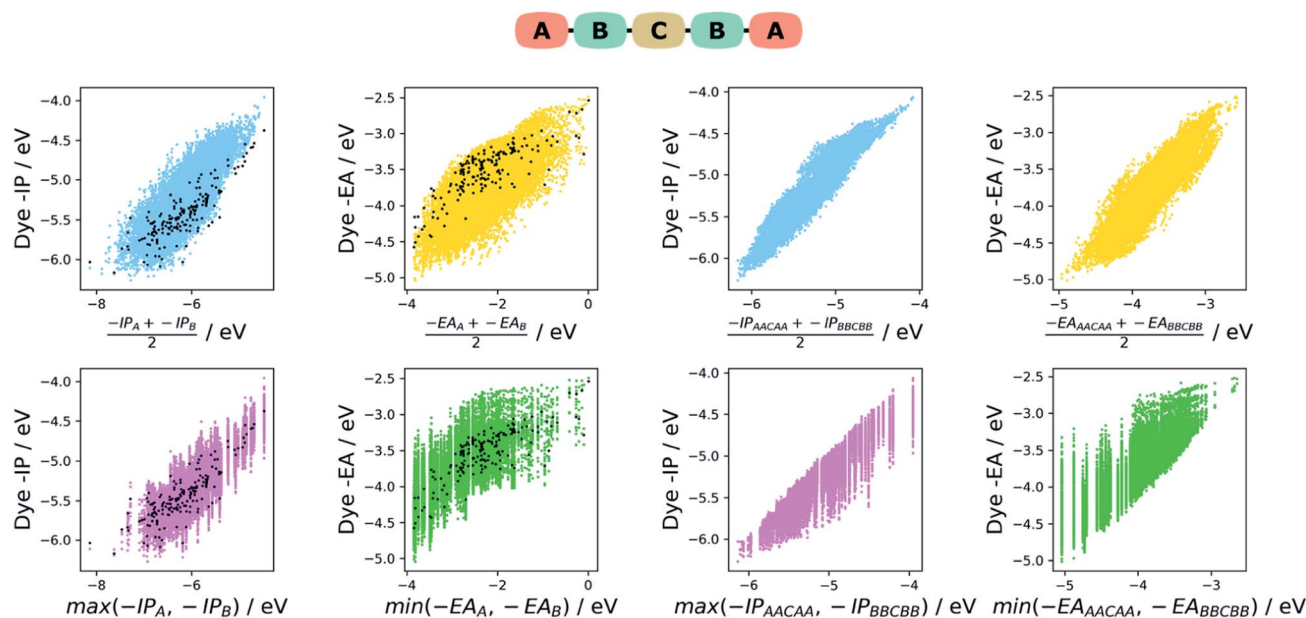 A B C B A
Dye -IP / eV
−4.0
−4.5
−5.0
−5.5
−6.0
−8 −6
−IP_A + −IP_B
2 / eV
Dye -EA / eV
−2.5
−3.0
−3.5
−4.0
−4.5
−5.0
−4 −2 0
−EA_A + −EA_B
2 / eV
Dye -IP / eV
−4.0
−4.5
−5.0
−5.5
−6.0
−6 −5 −4
−IP_AACAA + −IP_BBCBB
2 / eV
Dye -EA / eV
−2.5
−3.0
−3.5
−4.0
−4.5
−5.0
−5 −4 −3
−EA_AACAA + −EA_BBCBB
2 / eV
Dye -IP / eV
−4.0
−4.5
−5.0
−5.5
−6.0
−8 −6
max(−IP_A, −IP_B) / eV
Dye -EA / eV
−2.5
−3.0
−3.5
−4.0
−4.5
−5.0
−4 −2 0
min(−EA_A, −EA_B) / eV
Dye -IP / eV
−4.0
−4.5
−5.0
−5.5
−6.0
−6 −5 −4
max(−IP_AACAA, −IP_BBCBB) / eV
Dye -EA / eV
−2.5
−3.0
−3.5
−4.0
−4.5
−5.0
−5 −4 −3
min(−EA_AACAA, −EA_BBCBB) / eV